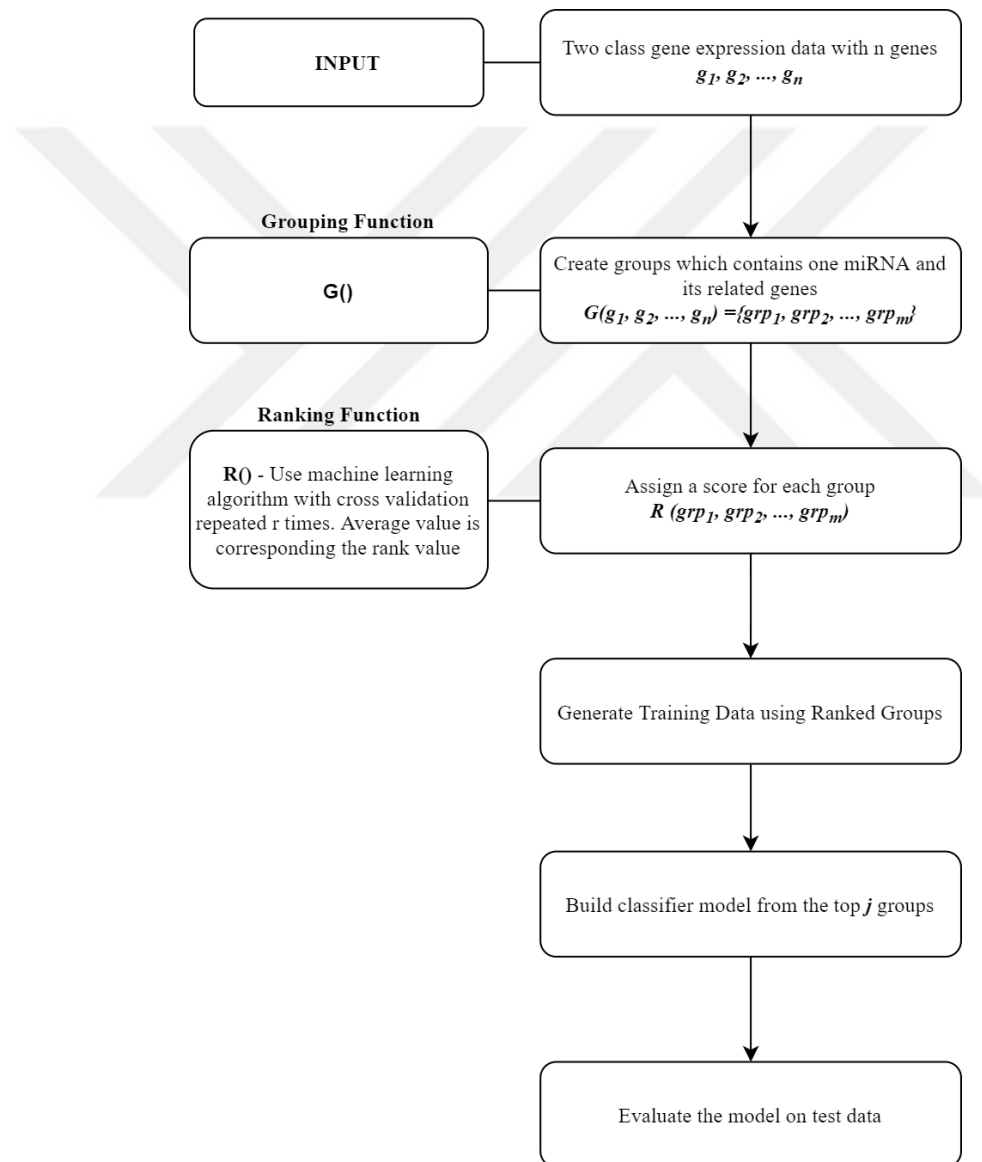 INPUT
Two class gene expression data with n genes
g1, g2, ..., gn
Grouping Function
G()
Create groups which contains one miRNA and
its related genes
G(g1, g2, ..., gn) ={grp1, grp2, ..., grpm}
Ranking Function
R() - Use machine learning
algorithm with cross validation
repeated r times. Average value is
corresponding the rank value
Assign a score for each group
R (grp1, grp2, ..., grpm)
Generate Training Data using Ranked Groups
Build classifier model from the top j groups
Evaluate the model on test data